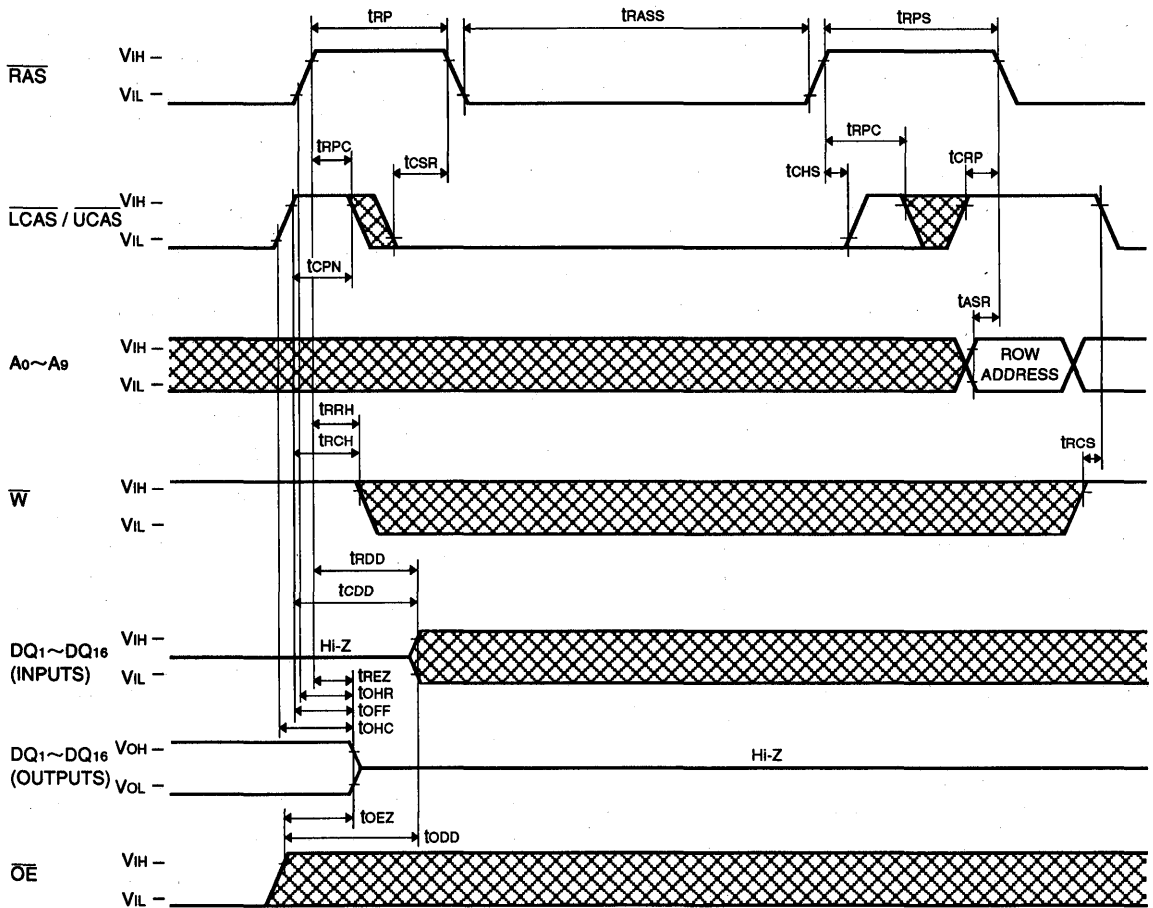 tRP
tRASS
tRPS
RAS
VIH
VIL
tRPC
tCSR
tRPC
tCHS
tCRP
LCAS / UCAS
VIH
VIL
tCPN
tASR
A0~A9
VIH
VIL
ROW
ADDRESS
tRRH
tRCH
tRCS
W
VIH
VIL
tRDD
tCDD
DQ1~DQ16
(INPUTS)
VIH
VIL
Hi-Z
tREZ
tOHR
tOFF
tOHC
DQ1~DQ16
(OUTPUTS)
VOH
VOL
Hi-Z
tOEZ
tODD
OE
VIH
VIL